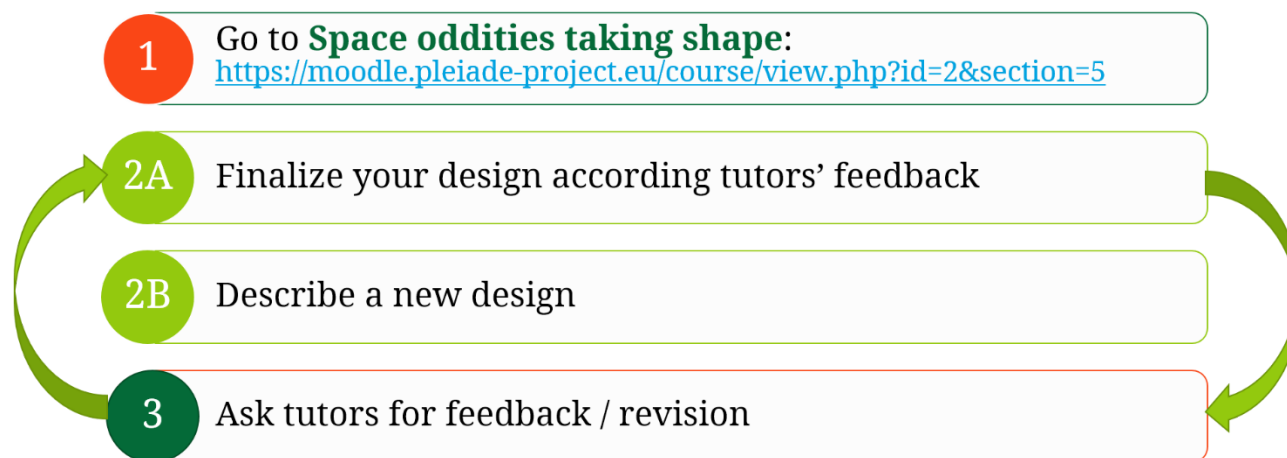 1
Go to Space oddities taking shape:
https://moodle.pleiade-project.eu/course/view.php?id=2&section=5
2A
Finalize your design according tutors’ feedback
2B
Describe a new design
3
Ask tutors for feedback / revision